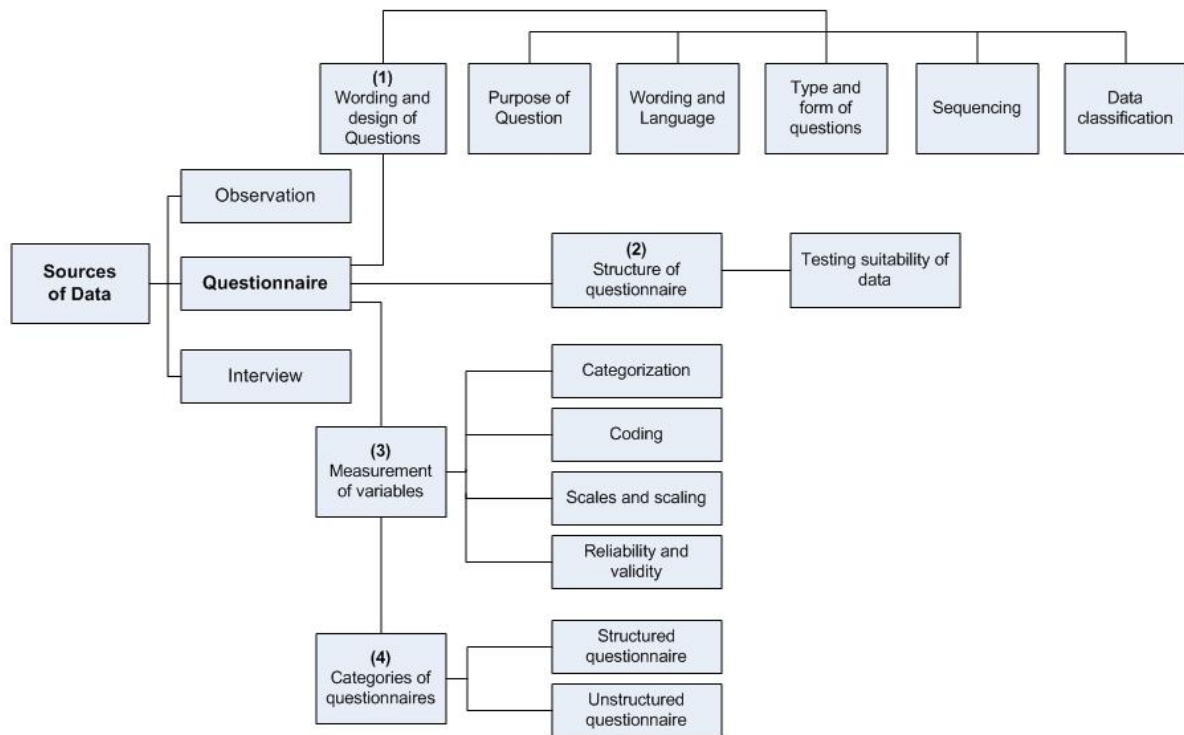 (1)
Wording and
design of
Questions
Purpose of
Question
Wording and
Language
Type and
form of
questions
Sequencing
Data
classification
Observation
Sources
of Data
Questionnaire
(2)
Structure of
questionnaire
Testing suitability of
data
Interview
Categorization
(3)
Measurement
of variables
Coding
Scales and scaling
Reliability and
validity
(4)
Categories of
questionnaires
Structured
questionnaire
Unstructured
questionnaire